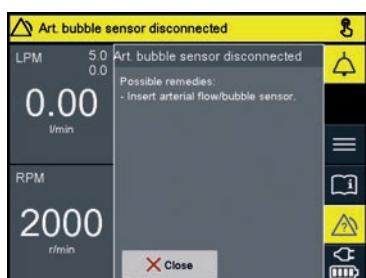 Art. bubble sensor disconnected
LPM 5.0
0.0
0.00
l/min
RPM
2000
r/min
Art. bubble sensor disconnected
Possible remedies:
- Insert arterial flow/bubble sensor.
Close